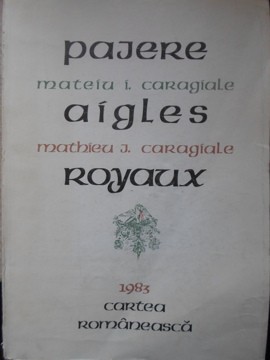 pajere
mateiu i. caragiale
aigles
mathieu j. caragiale
royaux
1983
cartea
românească